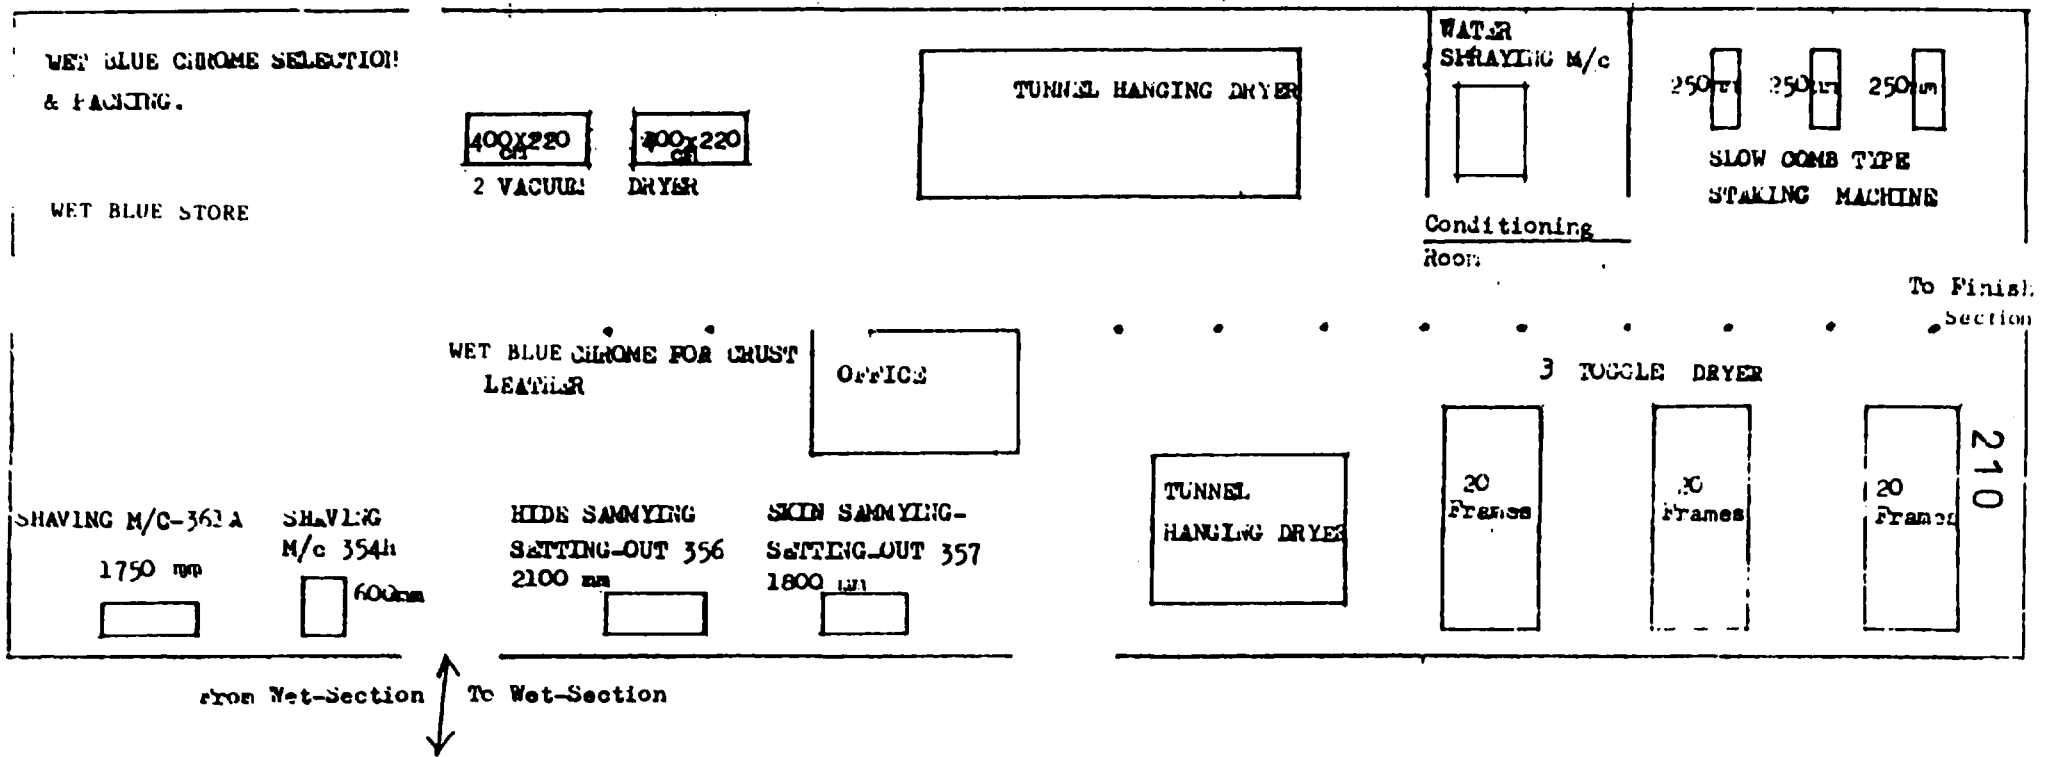 WET BLUE CHROME SELECTION
& PACKING.
WET BLUE STORE
400X220
cm
400x220
cm
2 VACUUM DRYER
TUNNEL HANGING DRYER
WATER
SPRAYING M/c
Conditioning
Room
250mm 250mm 250mm
SLOW COMB TYPE
STAKING MACHINE
To Finish
Section
WET BLUE CHROME FOR CRUST
LEATHER
OFFICE
3 TOGGLE DRYER
20
Frames
20
Frames
20
Frames
210
TUNNEL
HANGING DRYER
SHAVING M/C-
1750 mm
SHAVING
M/c 354h
600mm
HIDE SAMMYING
SETTING-OUT 356
2100 mm
SKIN SAMMYING-
SETTING-OUT 357
1800 mm
From Wet-Section
To Wet-Section